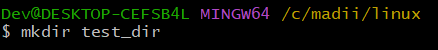 Dev@DESKTOP-CEFSB4L MINGW64 /c/madii/linux
$ mkdir test_dir